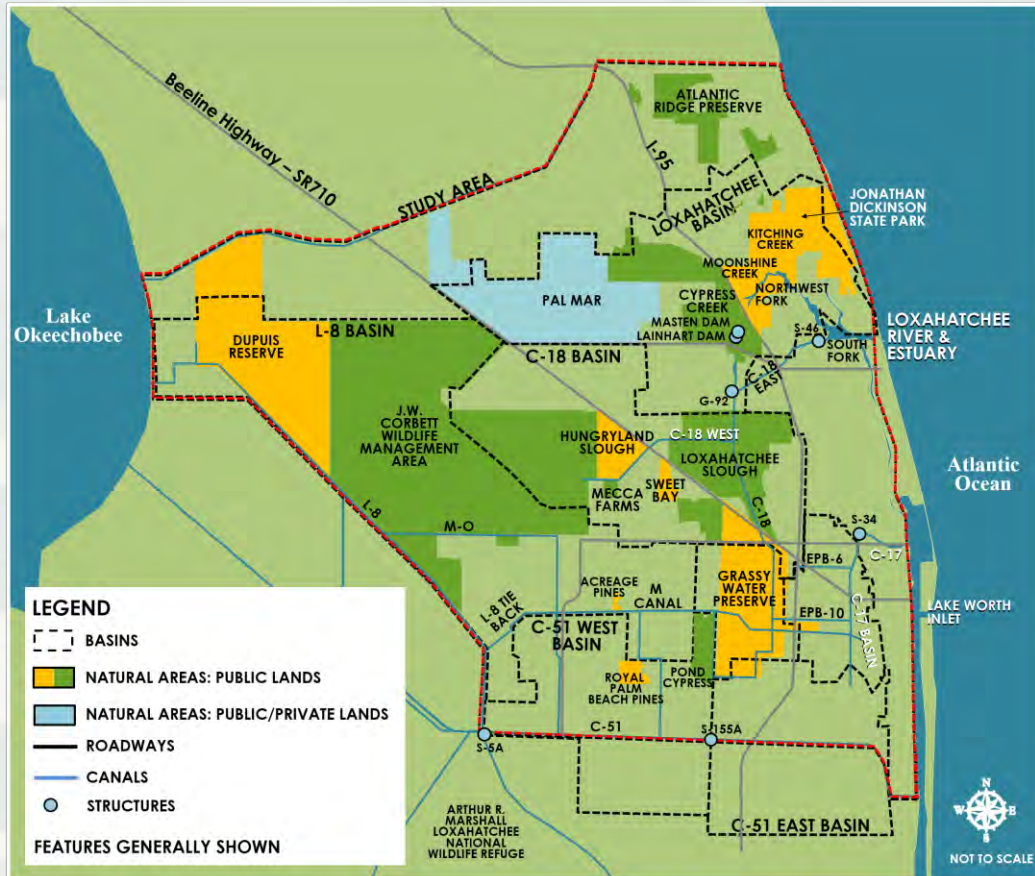 ATLANTIC
RIDGE PRESERVE
Beeline Highway – SR710
I-95
STUDY AREA
LOXAHATCHEE
BASIN
JONATHAN
DICKINSON
STATE PARK
KITCHING
CREEK
MOONSHINE
CREEK
NORTHWEST
FORK
PAL MAR
CYPRESS
CREEK
MASTEN DAM
LAINHART DAM
S-46
SOUTH
FORK
LOXAHATCHEE
RIVER &
ESTUARY
Lake
Okeechobee
DUPUIS
RESERVE
L-8 BASIN
C-18 BASIN
C-18
EAST
G-92
J.W.
CORBETT
WILDLIFE
MANAGEMENT
AREA
HUNGRYLAND
SLOUGH
C-18 WEST
LOXAHATCHEE
SLOUGH
Atlantic
Ocean
SWEET
BAY
MECCA
FARMS
L-8
M-O
C-18
S-34
C-17
EPB-6
GRASSY
WATER
PRESERVE
ACREAGE
PINES
M
CANAL
L-8 TIE
BACK
EPB-10
C-17 BASIN
LAKE WORTH
INLET
C-51 WEST
BASIN
ROYAL
PALM
BEACH PINES
POND
CYPRESS
C-51
S-155A
S-5A
ARTHUR R.
MARSHALL
LOXAHATCHEE
NATIONAL
WILDLIFE REFUGE
C-51 EAST BASIN
LEGEND
BASINS
NATURAL AREAS: PUBLIC LANDS
NATURAL AREAS: PUBLIC/PRIVATE LANDS
ROADWAYS
CANALS
STRUCTURES
FEATURES GENERALLY SHOWN
N
W E
S
NOT TO SCALE